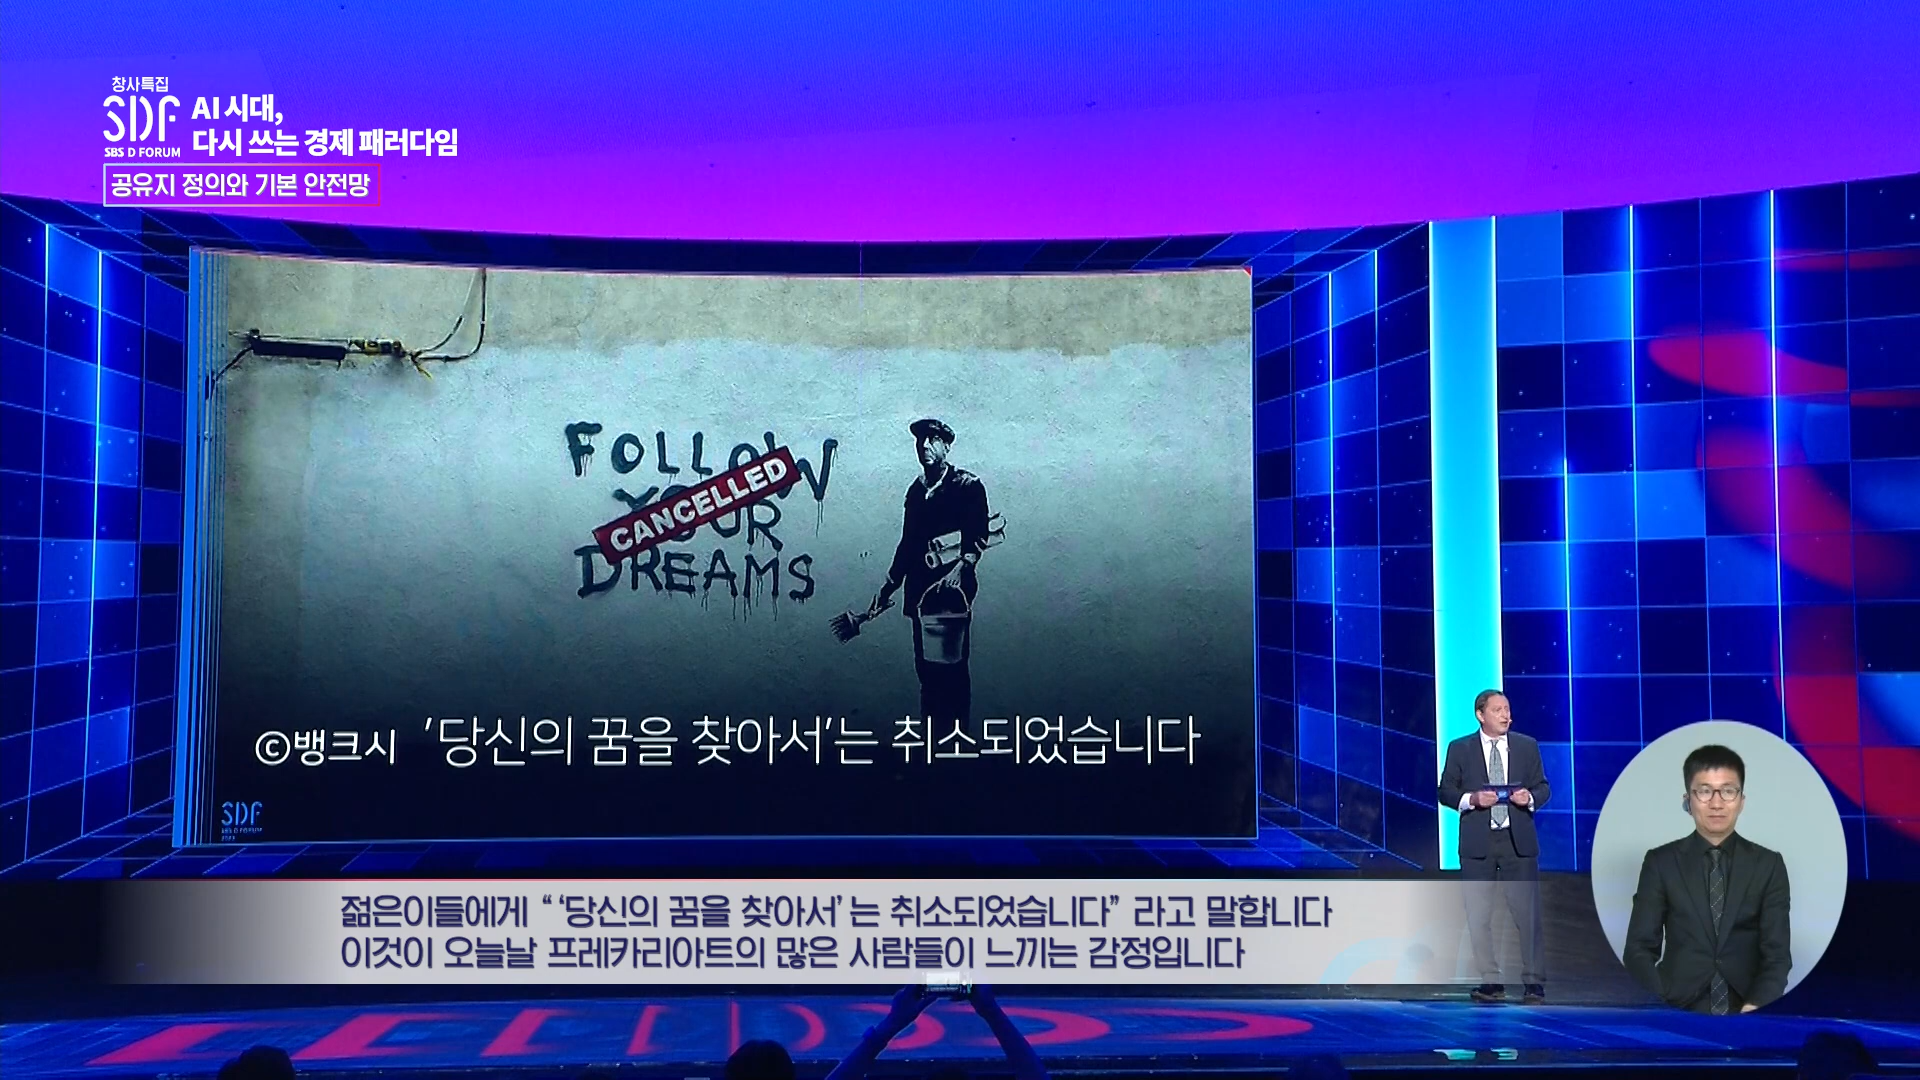 창사특집
SDF
SBS D FORUM
AI 시대,
다시 쓰는 경제 패러다임
공유지 정의와 기본 안전망
FOLLOW
YOUR
DREAMS
CANCELLED
©뱅크시 '당신의 꿈을 찾아서'는 취소되었습니다
SDF
SBS D FORUM
젊은이들에게 “ ‘당신의 꿈을 찾아서’ 는 취소되었습니다” 라고 말합니다
이것이 오늘날 프레카리아트의 많은 사람들이 느끼는 감정입니다